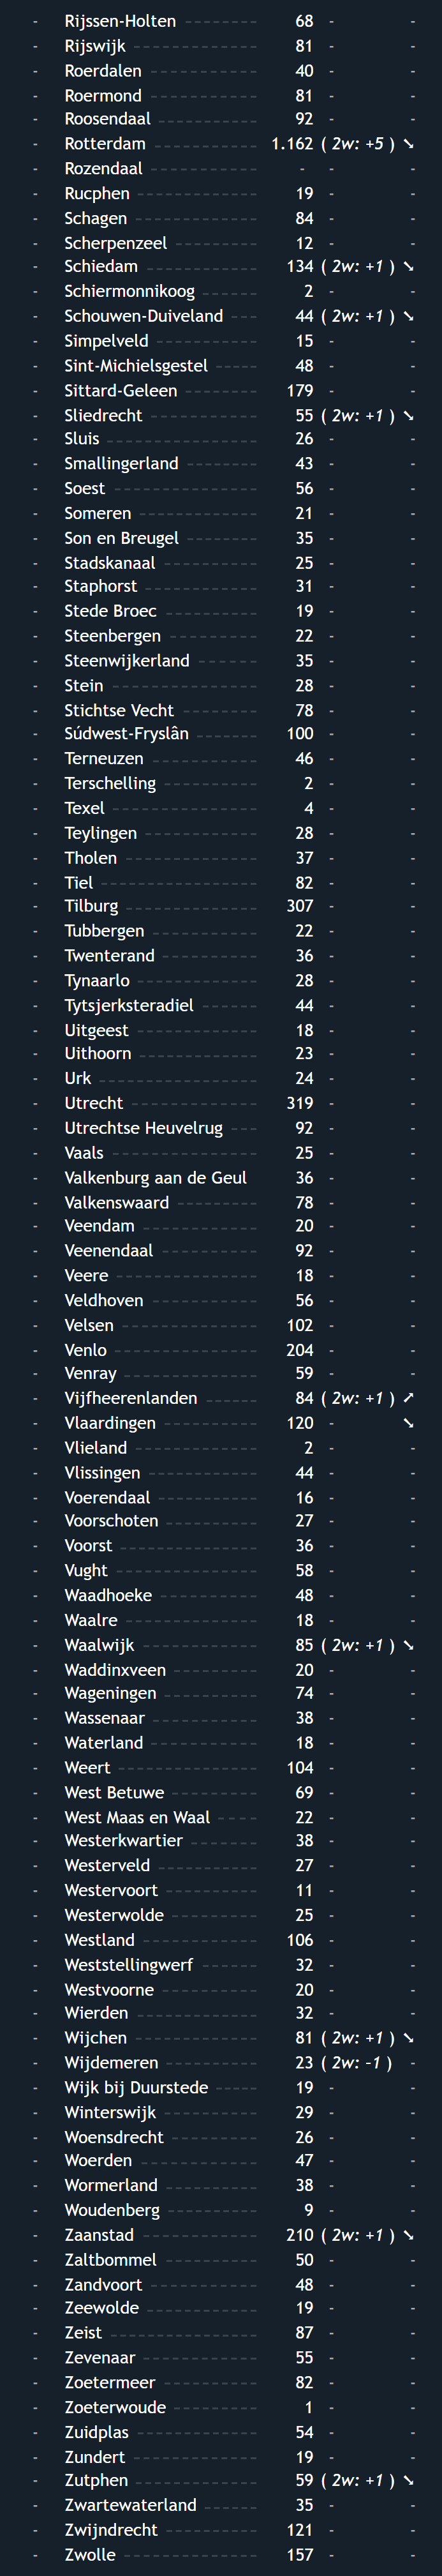 - Rijssen-Holten 68 - -
- Rijswijk 81 - -
- Roerdalen 40 - -
- Roermond 81 - -
- Roosendaal 92 - -
- Rotterdam 1.162 ( 2w: +5 ) ➘
- Rozendaal - - -
- Rucphen 19 - -
- Schagen 84 - -
- Scherpenzeel 12 - -
- Schiedam 134 ( 2w: +1 ) ➘
- Schiermonnikoog 2 - -
- Schouwen-Duiveland 44 ( 2w: +1 ) ➘
- Simpelveld 15 - -
- Sint-Michielsgestel 48 - -
- Sittard-Geleen 179 - -
- Sliedrecht 55 ( 2w: +1 ) ➘
- Sluis 26 - -
- Smallingerland 43 - -
- Soest 56 - -
- Someren 21 - -
- Son en Breugel 35 - -
- Stadskanaal 25 - -
- Staphorst 31 - -
- Stede Broec 19 - -
- Steenbergen 22 - -
- Steenwijkerland 35 - -
- Stein 28 - -
- Stichtse Vecht 78 - -
- Súdwest-Fryslân 100 - -
- Terneuzen 46 - -
- Terschelling 2 - -
- Texel 4 - -
- Teylingen 28 - -
- Tholen 37 - -
- Tiel 82 - -
- Tilburg 307 - -
- Tubbergen 22 - -
- Twenterand 36 - -
- Tynaarlo 28 - -
- Tytsjerksteradiel 44 - -
- Uitgeest 18 - -
- Uithoorn 23 - -
- Urk 24 - -
- Utrecht 319 - -
- Utrechtse Heuvelrug 92 - -
- Vaals 25 - -
- Valkenburg aan de Geul 36 - -
- Valkenswaard 78 - -
- Veendam 20 - -
- Veenendaal 92 - -
- Veere 18 - -
- Veldhoven 56 - -
- Velsen 102 - -
- Venlo 204 - -
- Venray 59 - -
- Vijfheerenlanden 84 ( 2w: +1 ) ➚
- Vlaardingen 120 - ➘
- Vlieland 2 - -
- Vlissingen 44 - -
- Voerendaal 16 - -
- Voorschoten 27 - -
- Voorst 36 - -
- Vught 58 - -
- Waadhoeke 48 - -
- Waalre 18 - -
- Waalwijk 85 ( 2w: +1 ) ➘
- Waddinxveen 20 - -
- Wageningen 74 - -
- Wassenaar 38 - -
- Waterland 18 - -
- Weert 104 - -
- West Betuwe 69 - -
- West Maas en Waal 22 - -
- Westerkwartier 38 - -
- Westerveld 27 - -
- Westervoort 11 - -
- Westerwolde 25 - -
- Westland 106 - -
- Weststellingwerf 32 - -
- Westvoorne 20 - -
- Wierden 32 - -
- Wijchen 81 ( 2w: +1 ) ➘
- Wijdemeren 23 ( 2w: -1 ) -
- Wijk bij Duurstede 19 - -
- Winterswijk 29 - -
- Woensdrecht 26 - -
- Woerden 47 - -
- Wormerland 38 - -
- Woudenberg 9 - -
- Zaanstad 210 ( 2w: +1 ) ➘
- Zaltbommel 50 - -
- Zandvoort 48 - -
- Zeewolde 19 - -
- Zeist 87 - -
- Zevenaar 55 - -
- Zoetermeer 82 - -
- Zoeterwoude 1 - -
- Zuidplas 54 - -
- Zundert 19 - -
- Zutphen 59 ( 2w: +1 ) ➘
- Zwartewaterland 35 - -
- Zwijndrecht 121 - -
- Zwolle 157 - -